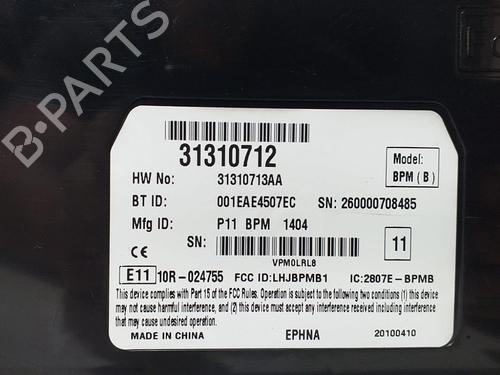 B-PARTS
31310712
Model:
BPM (B)
HW No: 31310713AA
BT ID: 001EAE4507EC SN: 260000708485
Mfg ID: P11 BPM 1404
SN:
VPM0LRL8
11
E11 10R-024755 FCC ID:LHJBPMB1 IC:2807E-BPMB
This device complies with Part 15 of the FCC Rules. Operation is subject to the following two conditions (1) this device
may not cause harmful interference, and (2) this device must accept any interference received including interference
that may cause undesired operation.
MADE IN CHINA EPHNA 20100410